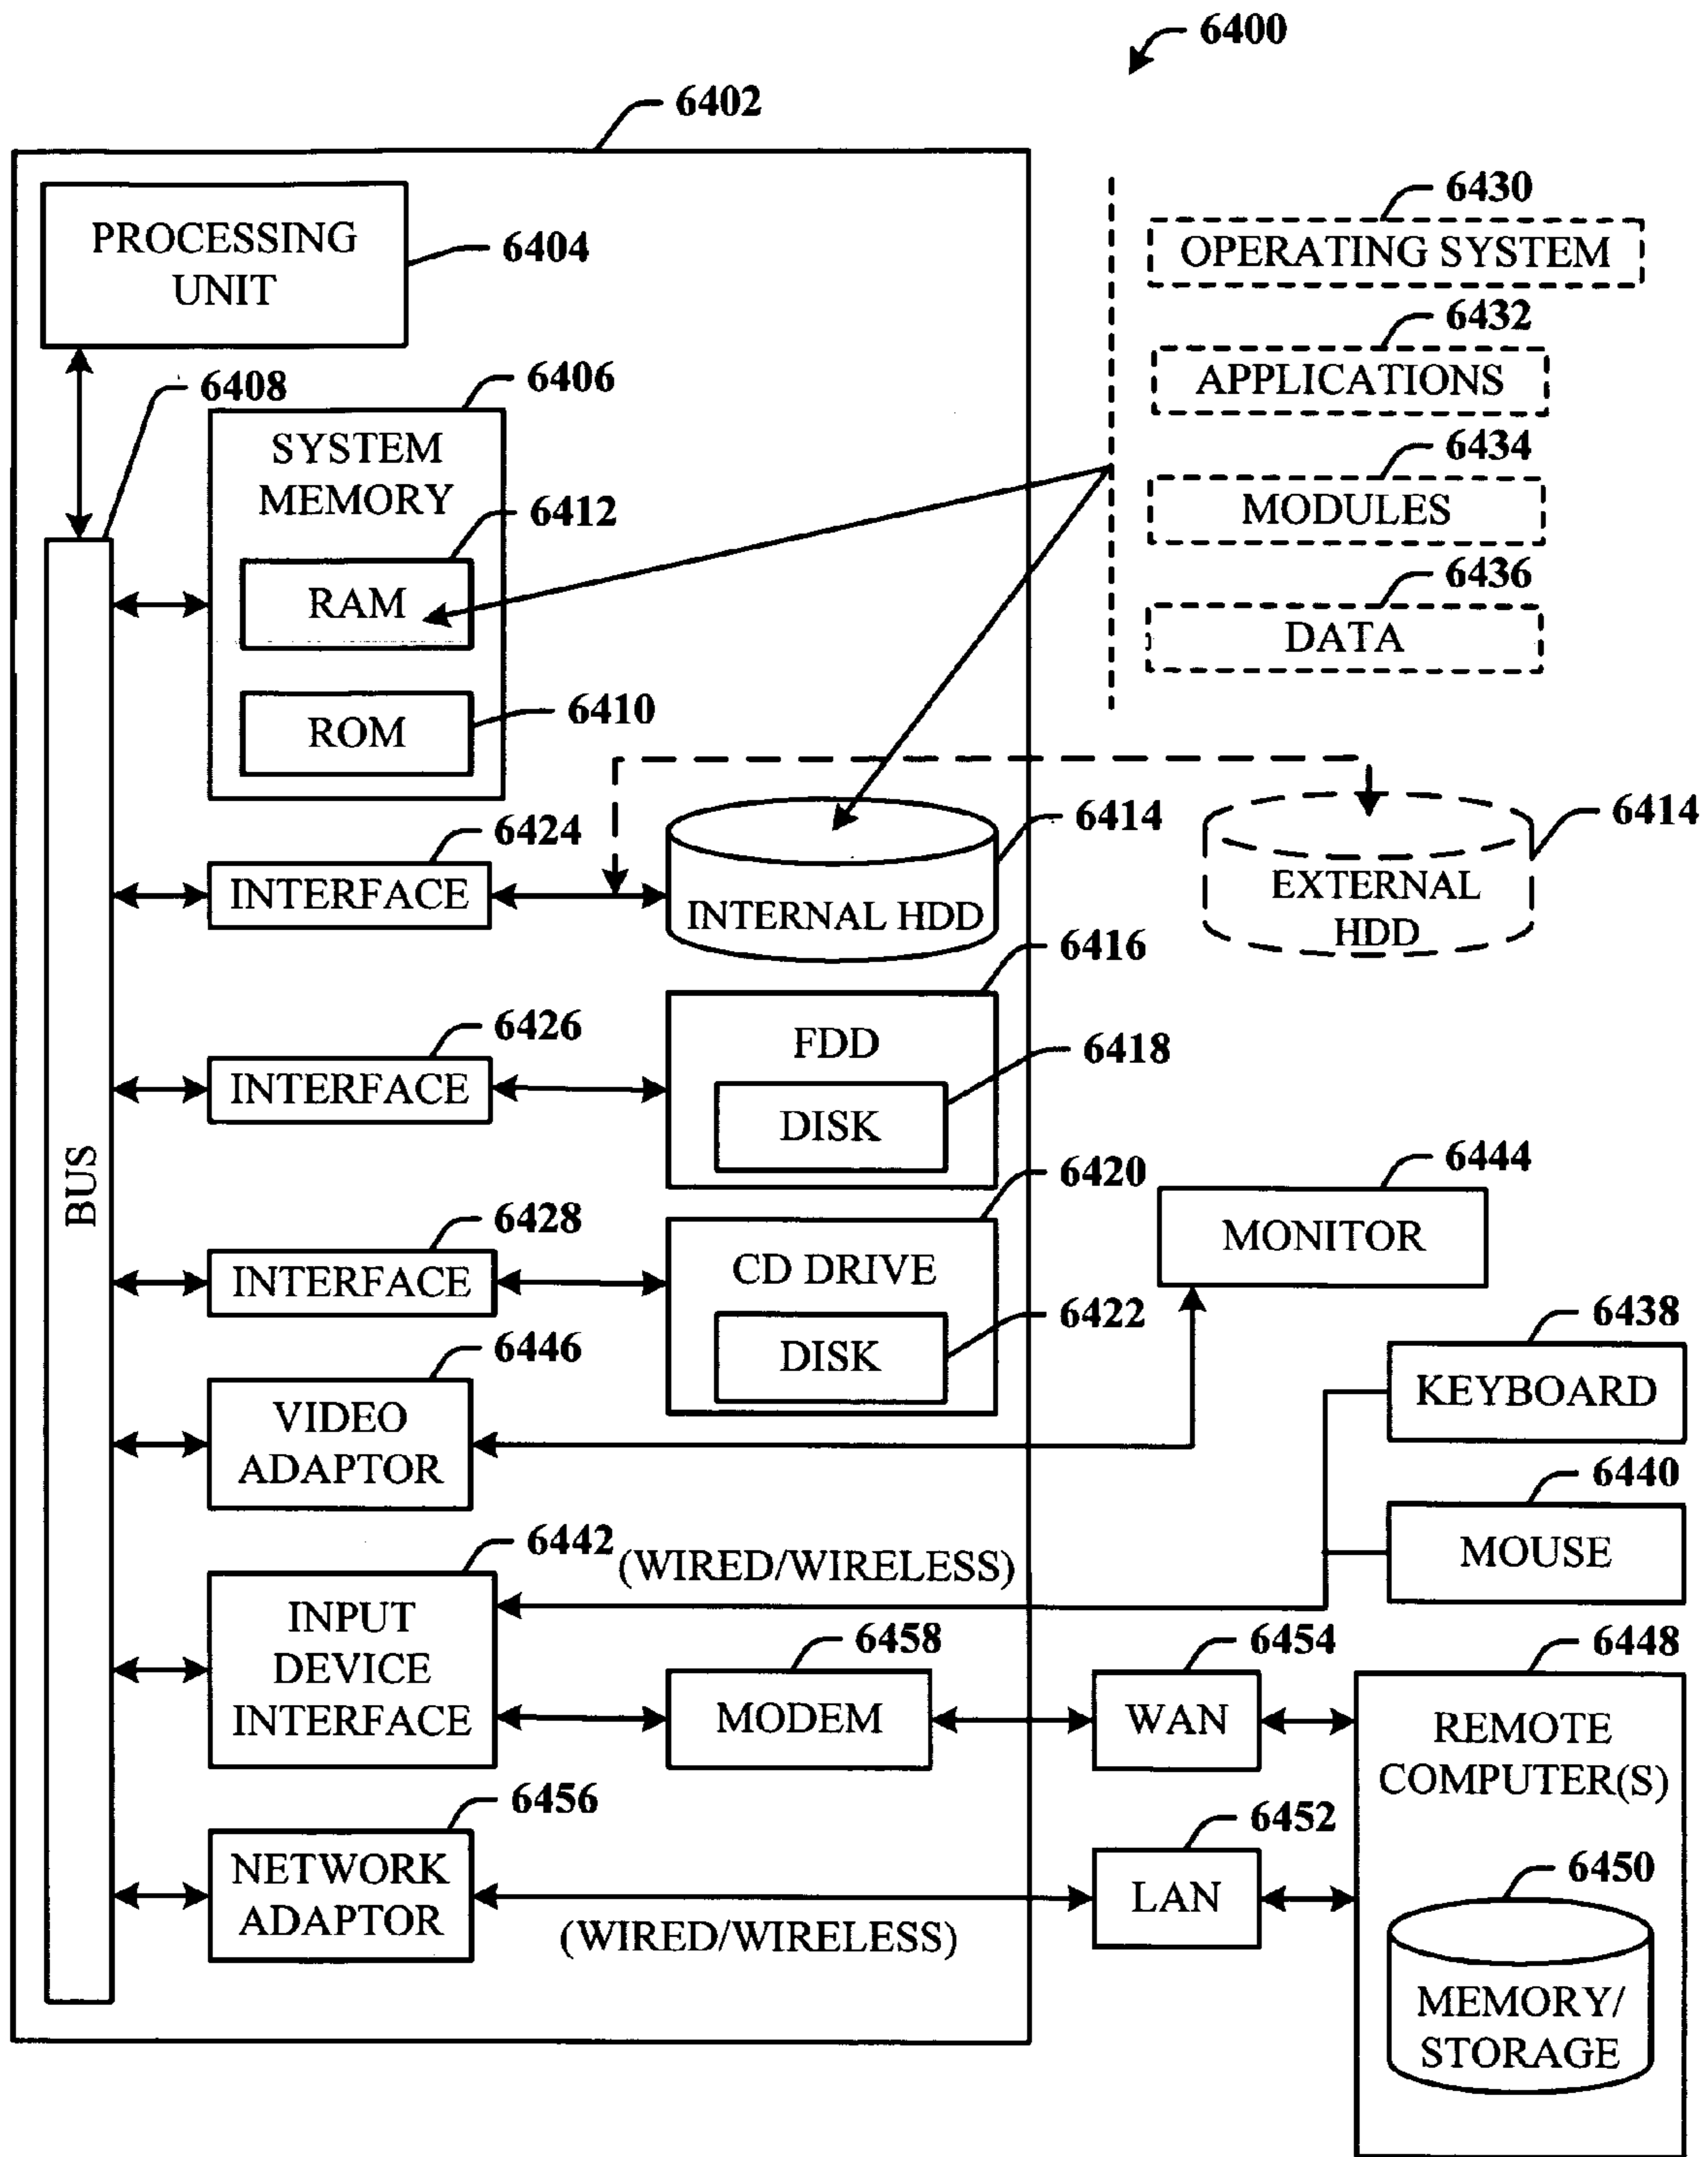 6400
6402
PROCESSING
UNIT
6404
6430
OPERATING SYSTEM
6432
APPLICATIONS
6434
MODULES
6436
DATA
6408
6406
SYSTEM
MEMORY
6412
RAM
6410
ROM
BUS
6424
INTERFACE
6414
INTERNAL HDD
6414
EXTERNAL
HDD
6426
INTERFACE
6416
FDD
6418
DISK
6428
INTERFACE
6420
CD DRIVE
6422
DISK
6444
MONITOR
6446
VIDEO
ADAPTOR
6438
KEYBOARD
6440
MOUSE
6442
(WIRED/WIRELESS)
INPUT
DEVICE
INTERFACE
6458
MODEM
6454
WAN
6448
REMOTE
COMPUTER(S)
6456
NETWORK
ADAPTOR
(WIRED/WIRELESS)
6452
LAN
6450
MEMORY/
STORAGE